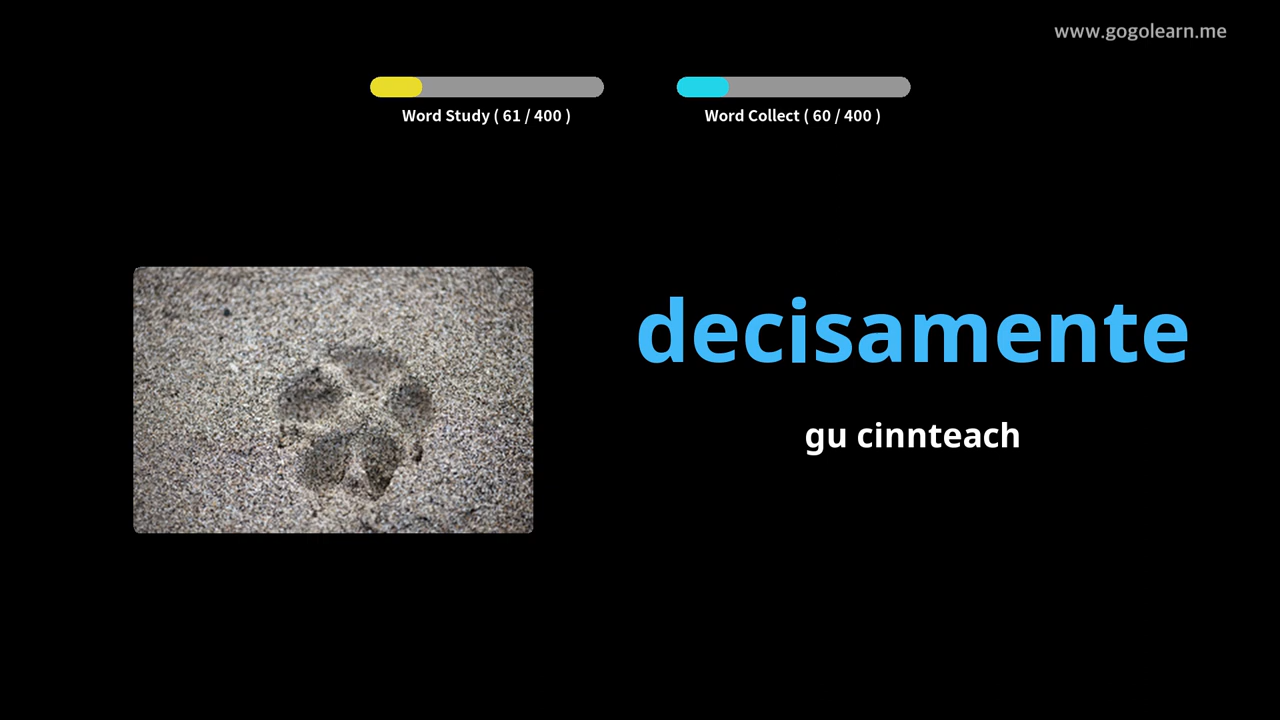 www.gogolearn.me
Word Study ( 61 / 400 )
Word Collect ( 60 / 400 )
decisamente
gu cinnteach